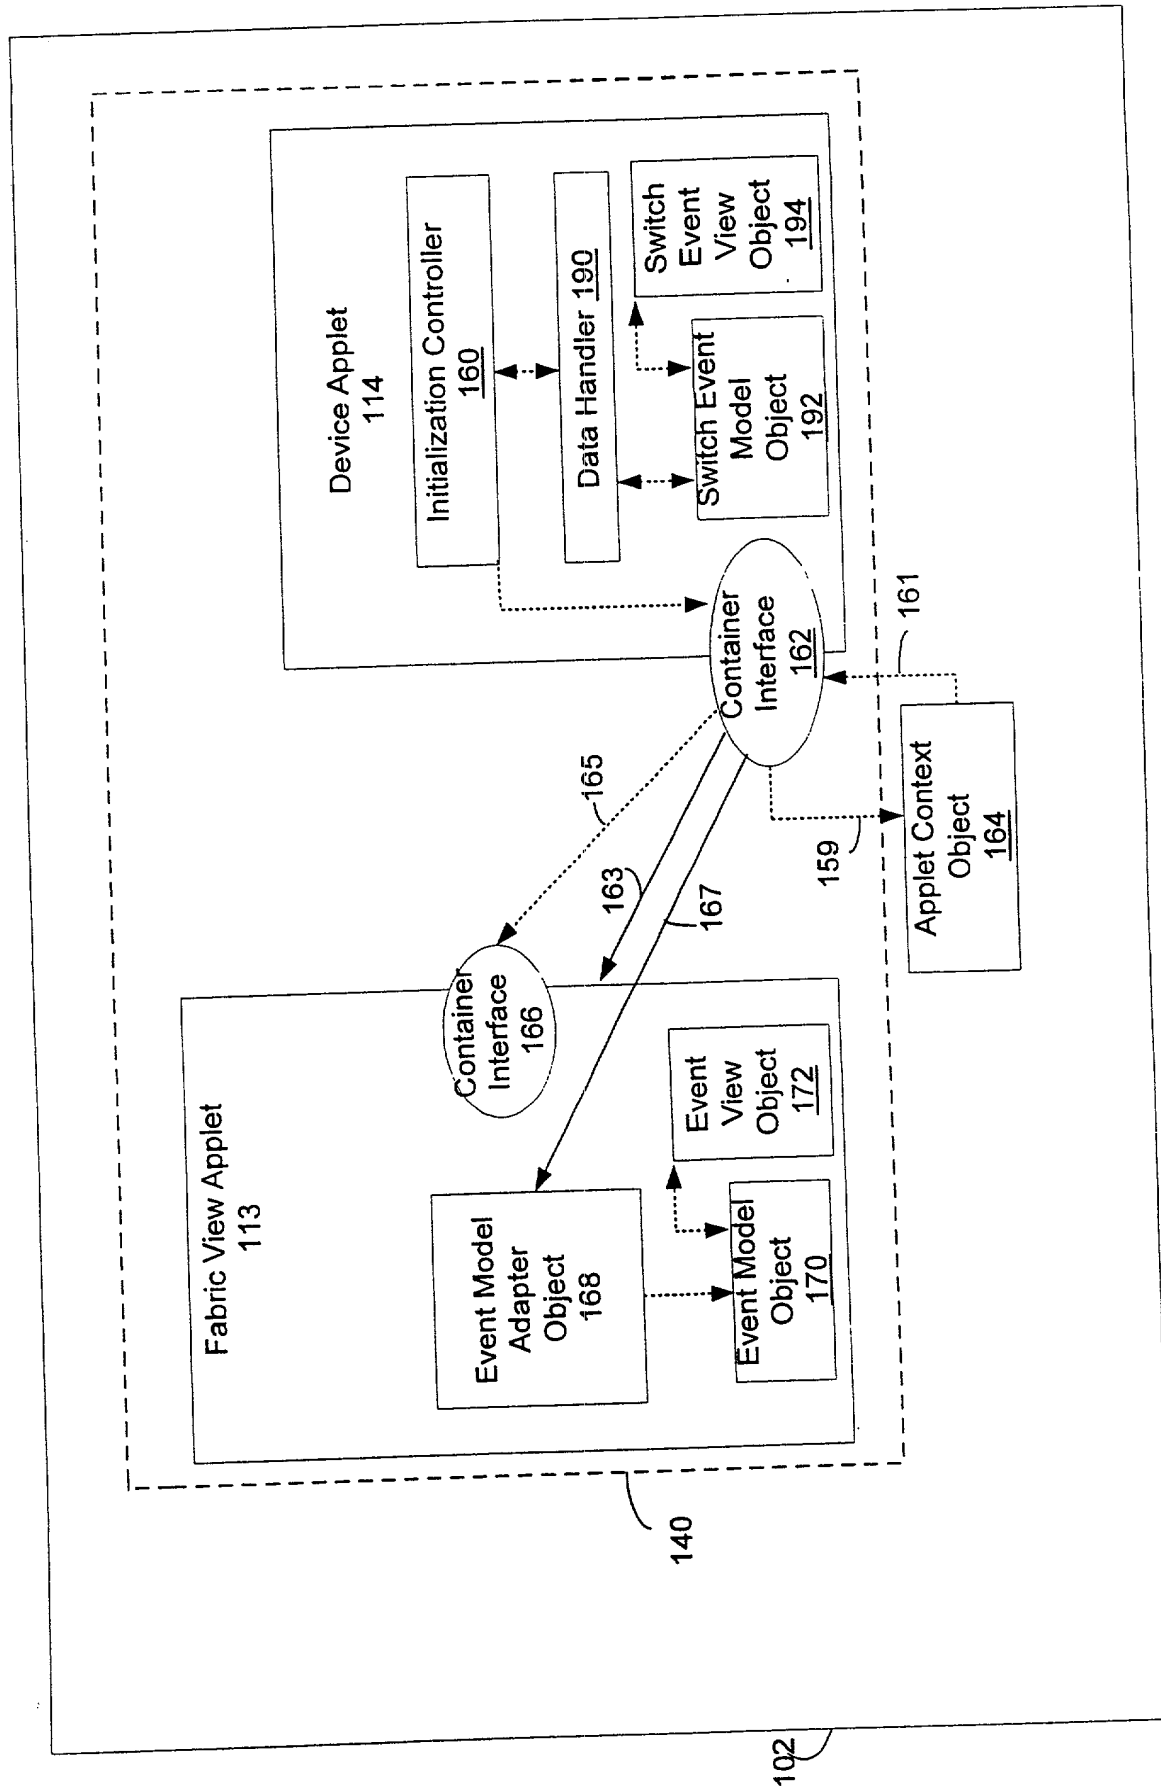 Fabric View Applet
113
Event Model
Adapter
Object
168
Container
Interface
166
Event Model
Object
170
Event
View
Object
172
Device Applet
114
Initialization Controller
160
Data Handler 190
Switch Event
Model
Object
192
Switch
Event
View
Object
194
Container
Interface
162
165
163
167
159
161
Applet Context
Object
164
140
102